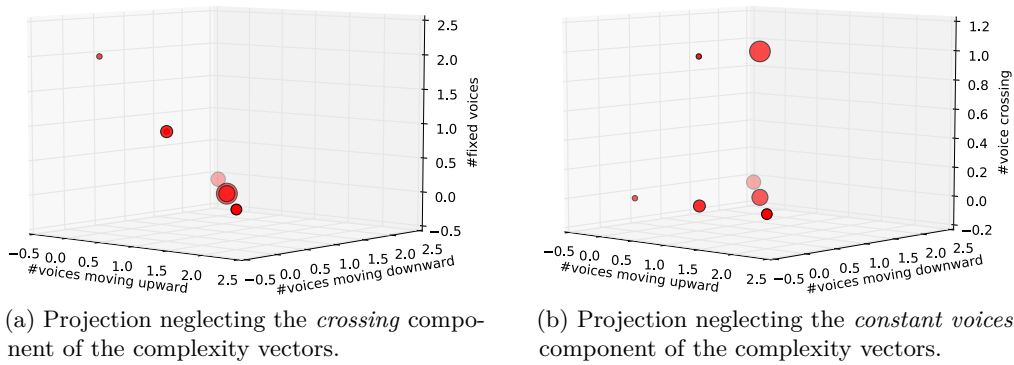 2.5
2.0
1.5
1.0
0.5
0.0
−0.5
#fixed voices
−0.5 0.0 0.5 1.0 1.5 2.0 2.5
#voices moving upward
−0.5 0.0 0.5 1.0 1.5 2.0 2.5
#voices moving downward
1.2
1.0
0.8
0.6
0.4
0.2
0.0
−0.2
#voice crossing
−0.5 0.0 0.5 1.0 1.5 2.0 2.5
#voices moving upward
−0.5 0.0 0.5 1.0 1.5 2.0 2.5
#voices moving downward
(a) Projection neglecting the crossing compo-
nent of the complexity vectors.
(b) Projection neglecting the constant voices
component of the complexity vectors.